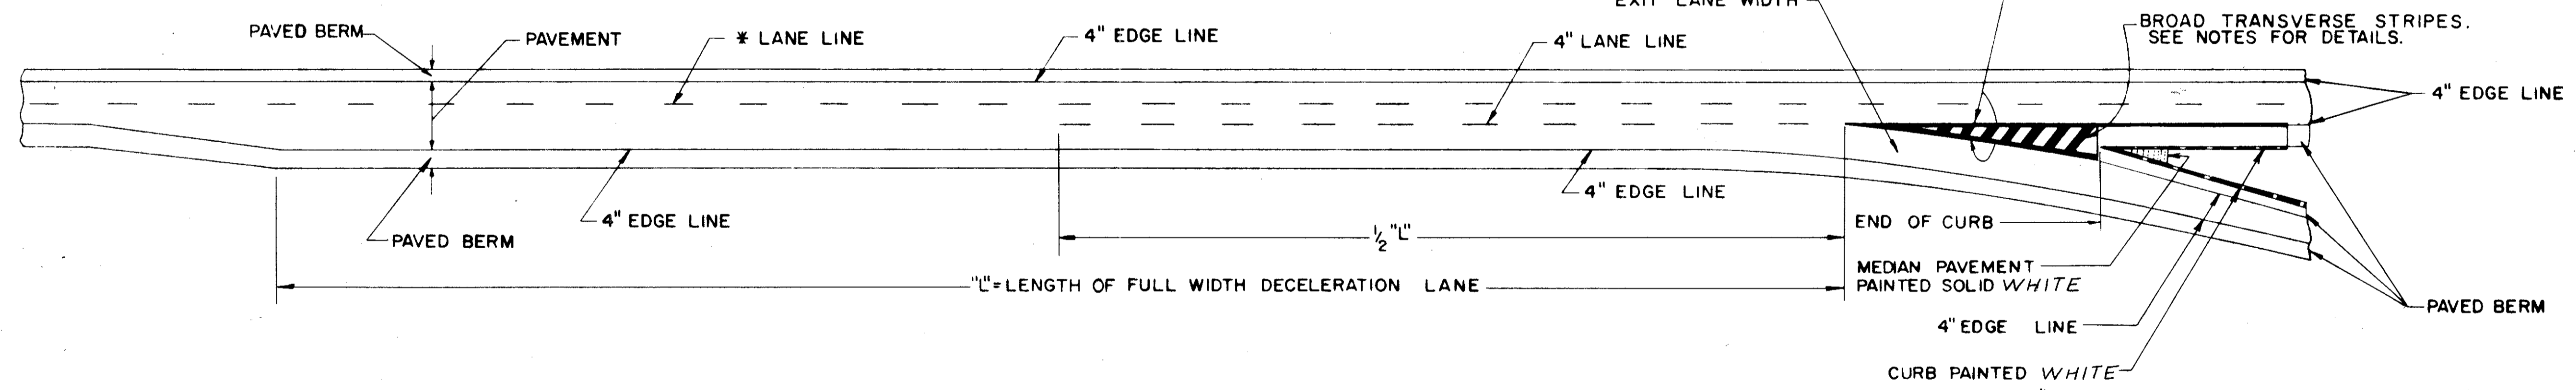 EXIT LANE WIDTH
BROAD TRANSVERSE STRIPES.
SEE NOTES FOR DETAILS.
PAVED BERM
PAVEMENT
* LANE LINE
4" EDGE LINE
4" LANE LINE
4" EDGE LINE
4" EDGE LINE
4" EDGE LINE
PAVED BERM
1/2 "L"
END OF CURB
"L"=LENGTH OF FULL WIDTH DECELERATION LANE
MEDIAN PAVEMENT
PAINTED SOLID WHITE
PAVED BERM
4" EDGE LINE
CURB PAINTED WHITE